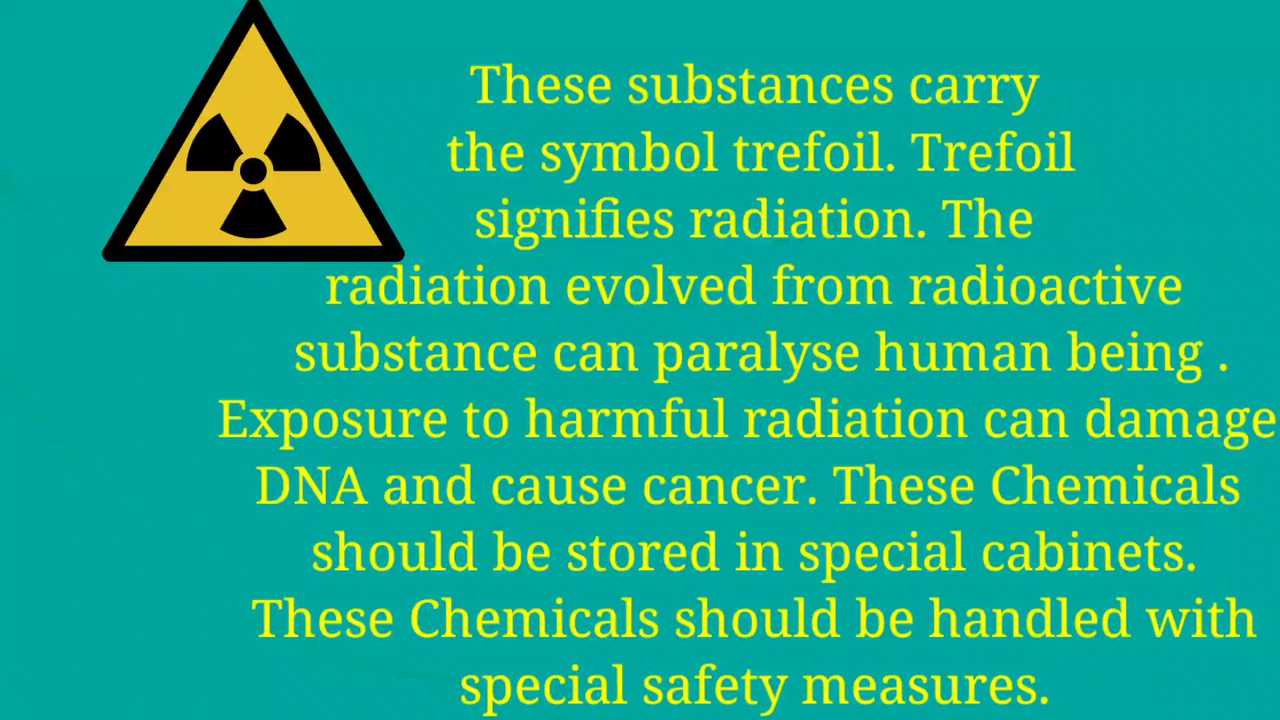 These substances carry
the symbol trefoil. Trefoil
signifies radiation. The
radiation evolved from radioactive
substance can paralyse human being .
Exposure to harmful radiation can damage
DNA and cause cancer. These Chemicals
should be stored in special cabinets.
These Chemicals should be handled with
special safety measures.